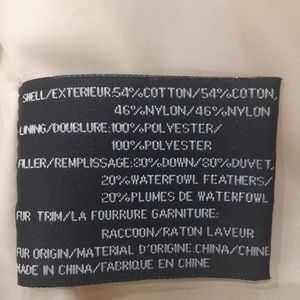 SHELL/EXTERIEUR:54%COTTON/54%COTON,
46%NYLON/46%NYLON
LINING/DOUBLURE:100%POLYESTER/
100%POLYESTER,
FILLER/REMPLISSAGE:80%DOWN/80%DUVET,
20%WATERFOWL FEATHERS/
20%PLUMES DE WATERFOWL
FUR TRIM/LA FOURRURE GARNITURE:
RACCOON/RATON LAVEUR
FUR ORIGIN/MATERIAL D'ORIGINE:CHINA/CHINE
MADE IN CHINA/FABRIQUE EN CHINE